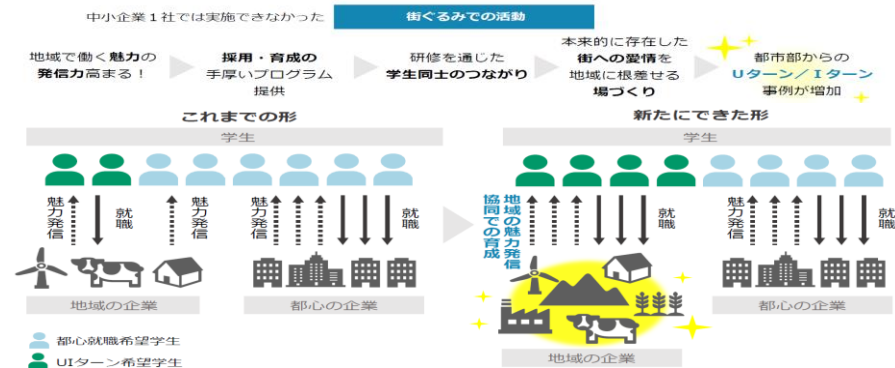 中小企業１社では実施できなかった
街ぐるみでの活動
地域で働く魅力の
発信力高まる！
採用・育成の
手厚いプログラム
提供
研修を通じた
学生同士のつながり
本来的に存在した
街への愛情を
地域に根差せる
場づくり
都市部からの
Uターン／Iターン
事例が増加
これまでの形
学生
魅力発信
就職
魅力発信
魅力発信
就職
地域の企業
都心の企業
新たにできた形
学生
地域の魅力発信
協同での育成
就職
魅力発信
就職
地域の企業
都心の企業
都心就職希望学生
UIターン希望学生